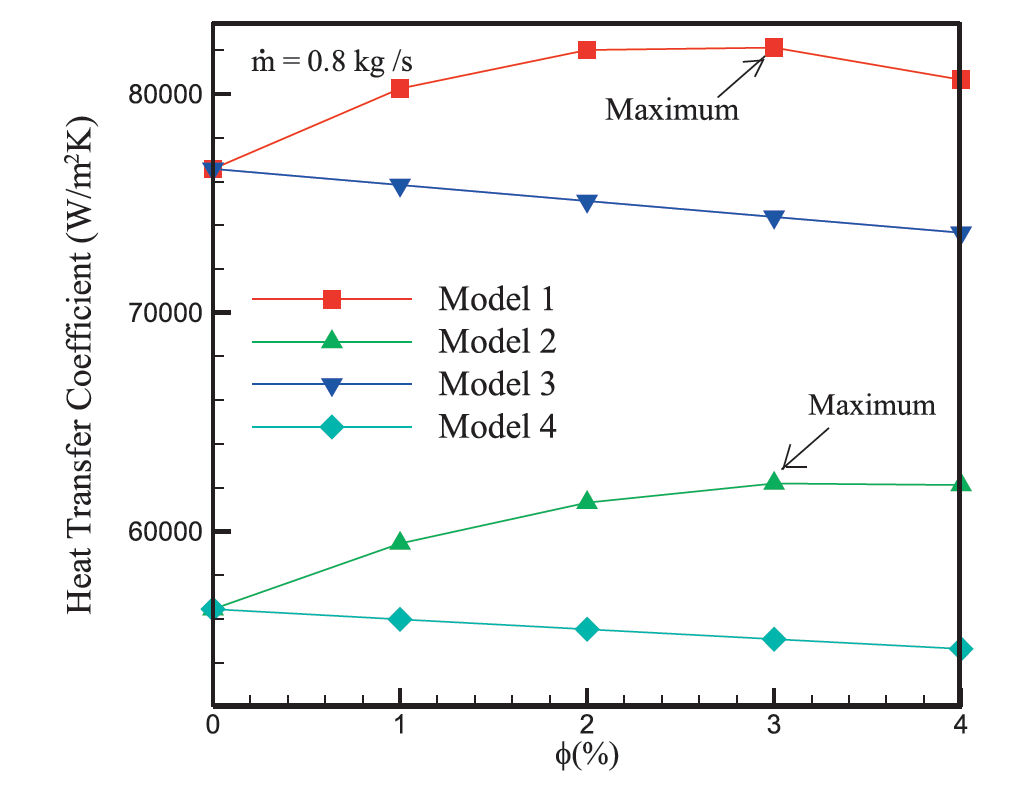 ṁ = 0.8 kg /s
80000
Maximum
Heat Transfer Coefficient (W/m²K)
70000
Model 1
Model 2
Model 3
Model 4
Maximum
60000
0 1 2 3 4
ϕ(%)